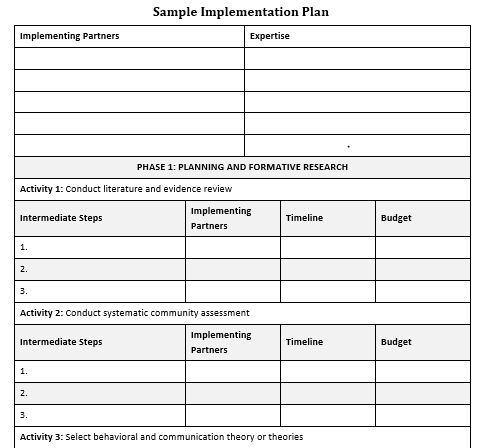 Sample Implementation Plan
Implementing Partners Expertise
PHASE 1: PLANNING AND FORMATIVE RESEARCH
Activity 1: Conduct literature and evidence review
Intermediate Steps Implementing Partners Timeline Budget
1.
2.
3.
Activity 2: Conduct systematic community assessment
Intermediate Steps Implementing Partners Timeline Budget
1.
2.
3.
Activity 3: Select behavioral and communication theory or theories